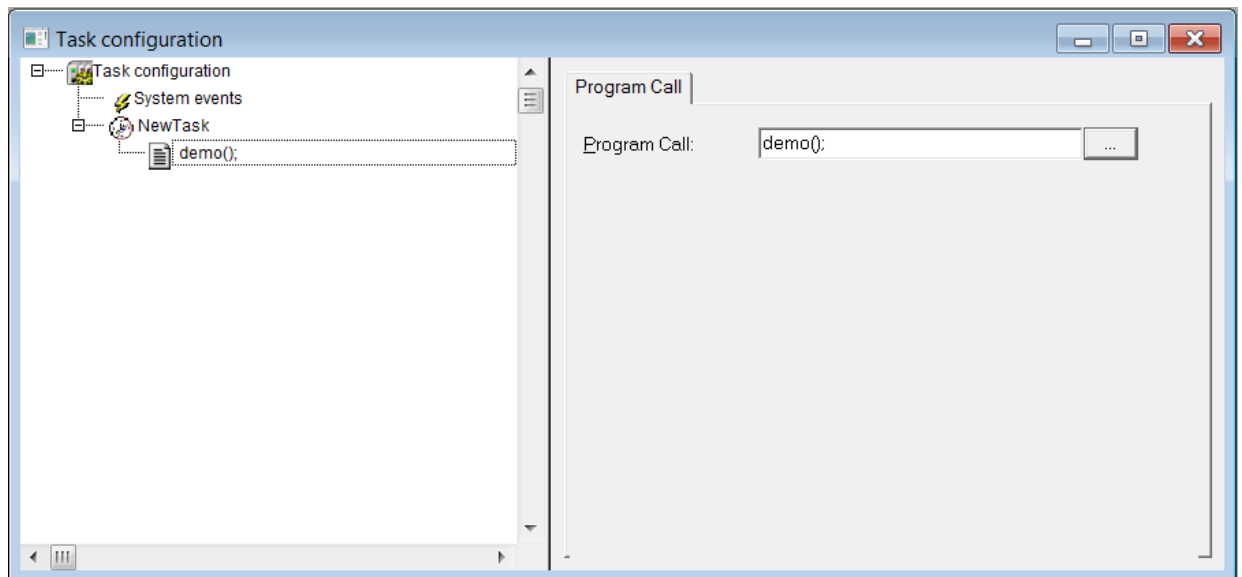 Task configuration
Task configuration
System events
NewTask
demo();
Program Call
Program Call:
demo();
...